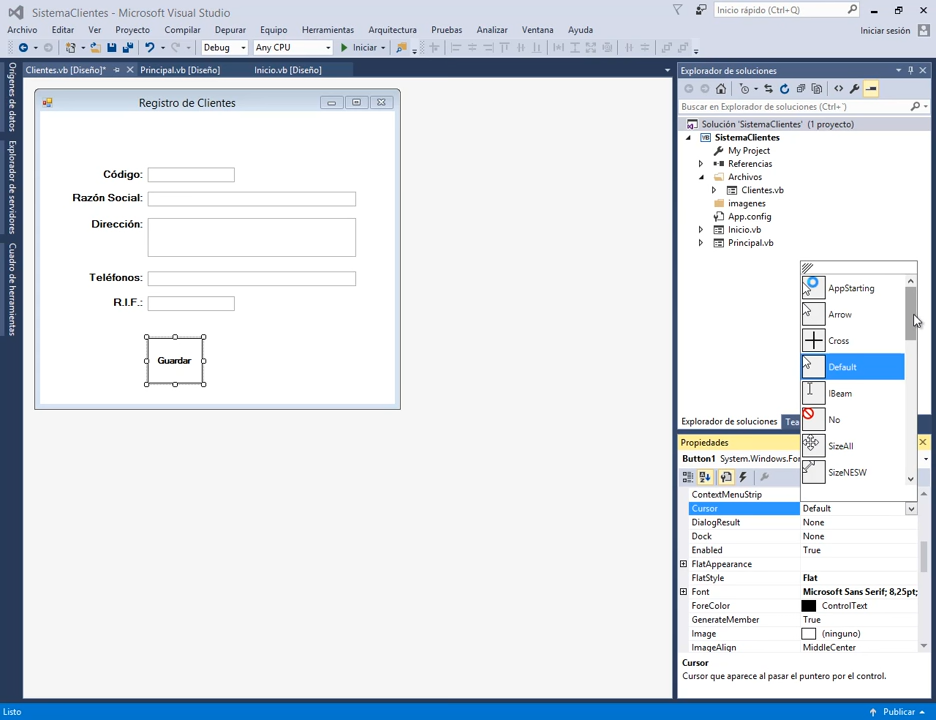 SistemaClientes - Microsoft Visual Studio
Inicio rápido (Ctrl+Q)
Archivo Editar Ver Proyecto Compilar Depurar Equipo Herramientas Arquitectura Pruebas Analizar Ventana Ayuda
Iniciar sesión
Debug Any CPU Iniciar
Clientes.vb [Diseño]* Principal.vb [Diseño] Inicio.vb [Diseño]
Orígenes de datos
Explorador de servidores
Cuadro de herramientas
Registro de Clientes
Código:
Razón Social:
Dirección:
Teléfonos:
R.I.F.:
Guardar
Explorador de soluciones
Buscar en Explorador de soluciones (Ctrl+´)
Solución 'SistemaClientes' (1 proyecto)
SistemaClientes
My Project
Referencias
Archivos
Clientes.vb
imagenes
App.config
Inicio.vb
Principal.vb
AppStarting
Arrow
Cross
Default
IBeam
No
SizeAll
SizeNESW
Explorador de soluciones
Propiedades
Button1 System.Windows.Fo
ContextMenuStrip
Cursor Default
DialogResult None
Dock None
Enabled True
FlatAppearance
FlatStyle Flat
Font Microsoft Sans Serif; 8,25pt;
ForeColor ControlText
GenerateMember True
Image (ninguno)
ImageAlign MiddleCenter
Cursor
Cursor que aparece al pasar el puntero por el control.
Listo
Publicar